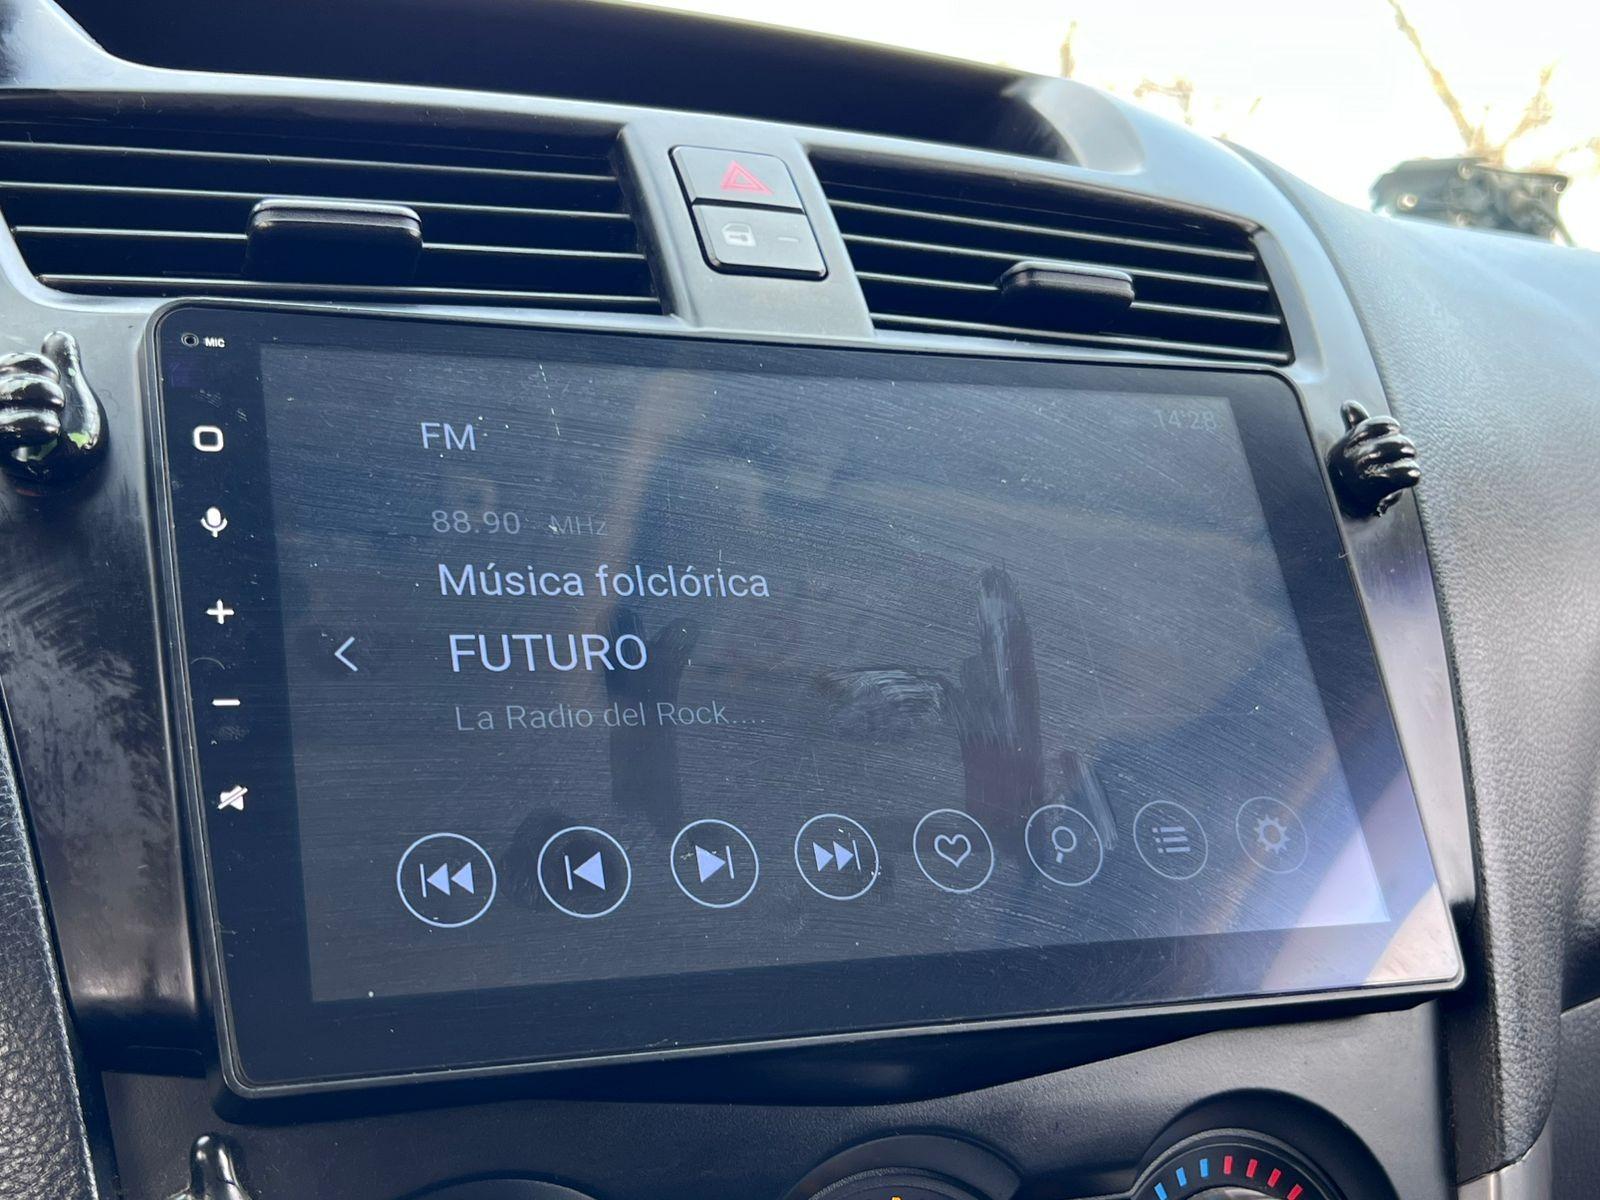 MIC
FM
14:28
88.90 MHz
Música folclórica
FUTURO
La Radio del Rock....